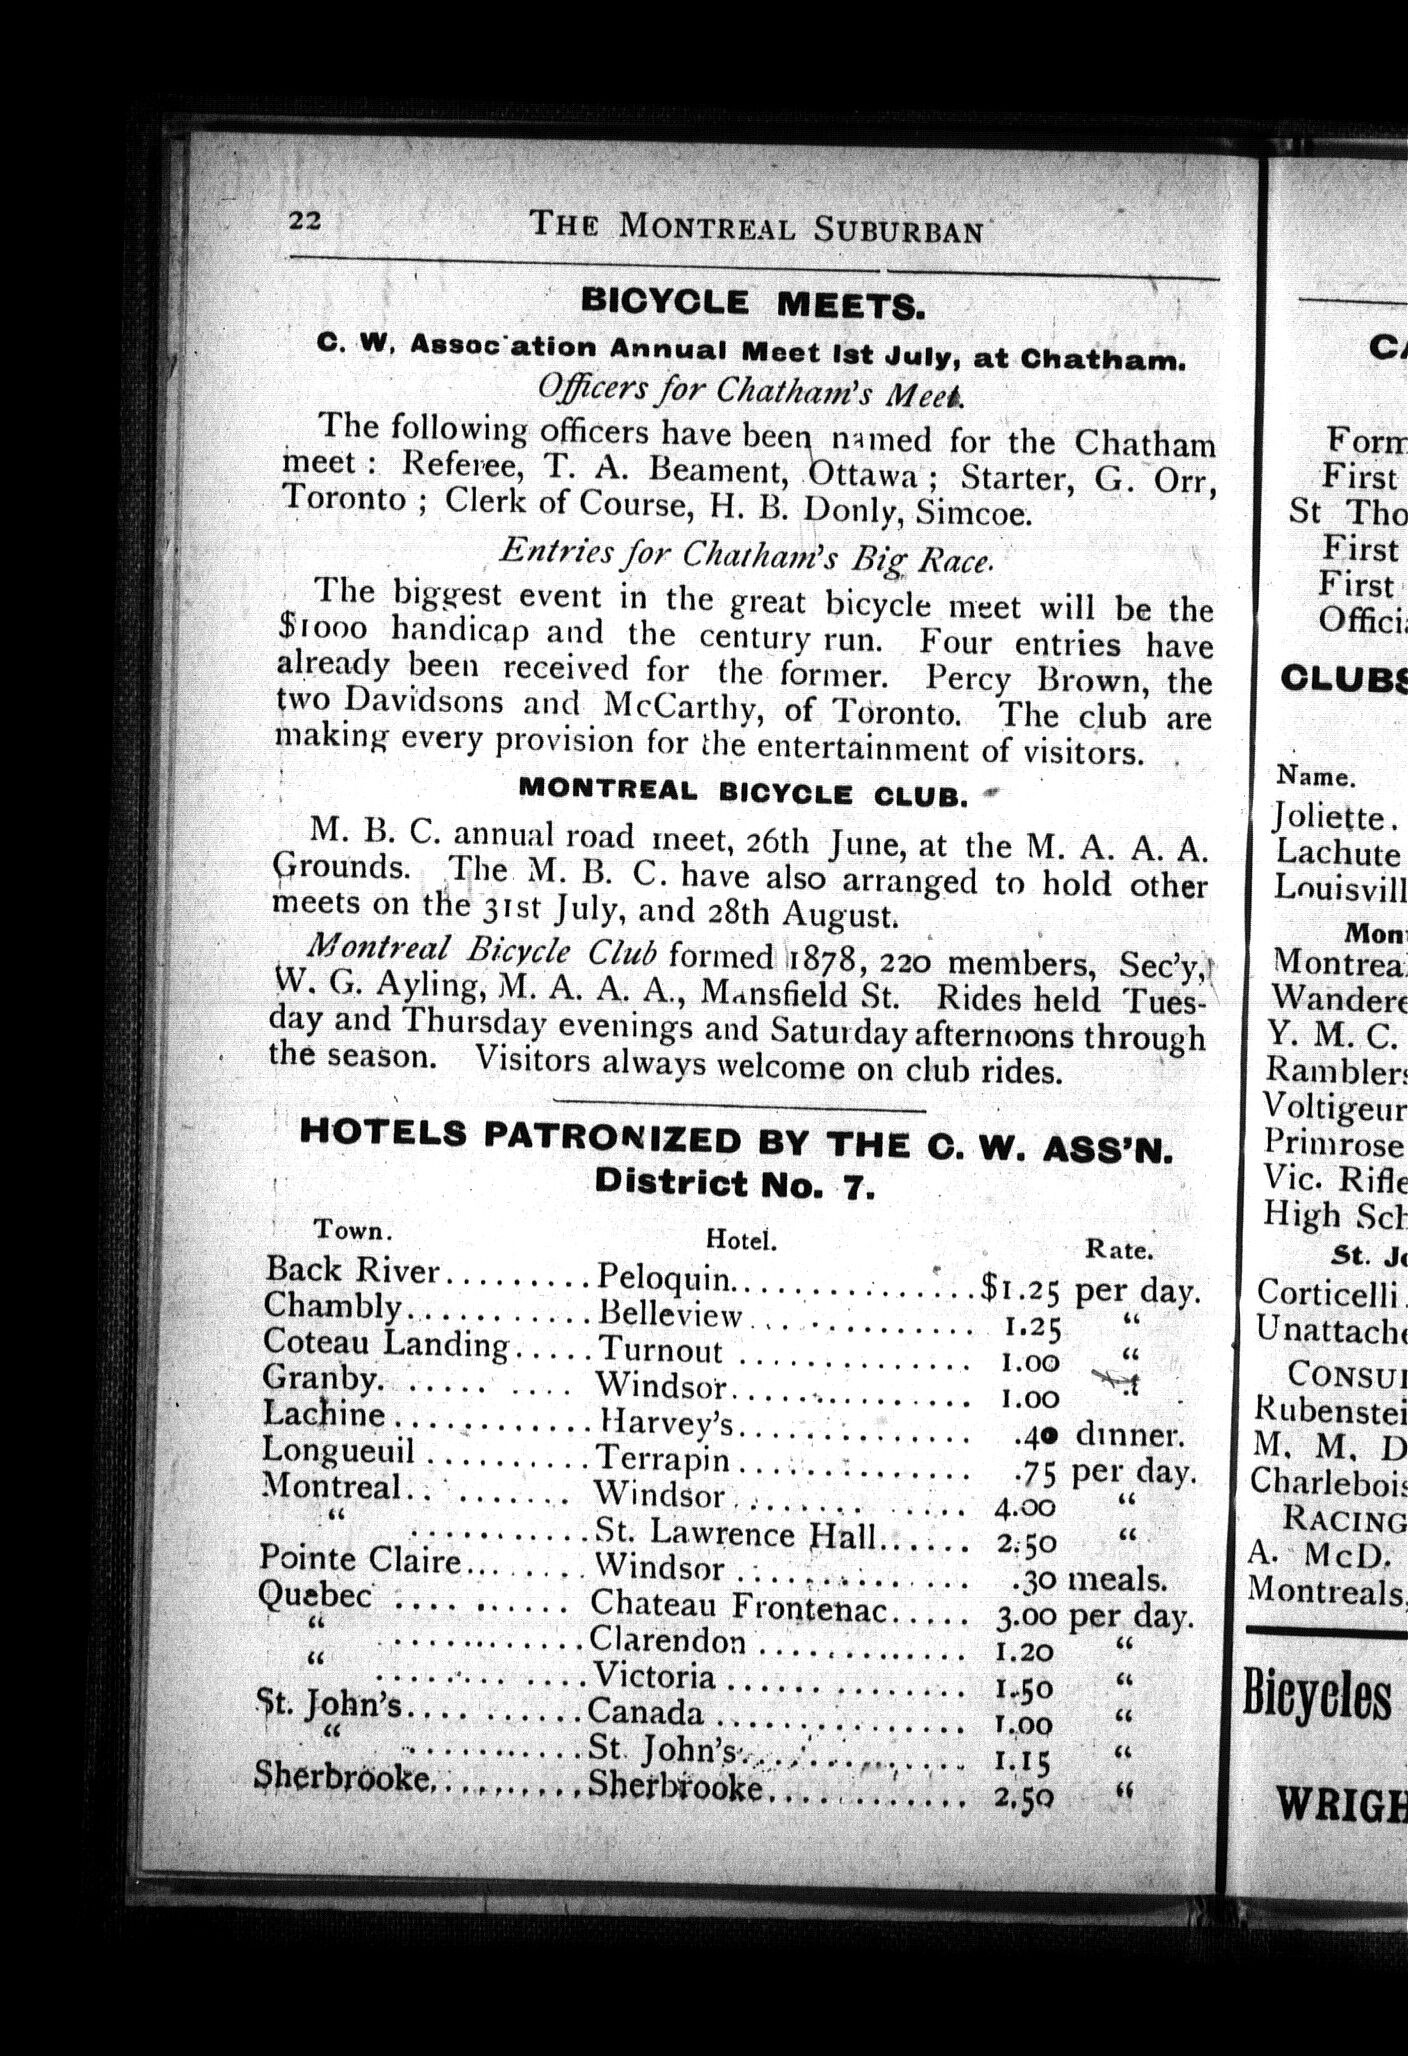 22
THE MONTREAL SUBURBAN
BICYCLE MEETS.
C. W. Association Annual Meet 1st July, at Chatham.
Officers for Chatham's Meet.
The following officers have been named for the Chatham
meet : Referee, T. A. Beament, Ottawa ; Starter, G. Orr,
Toronto ; Clerk of Course, H. B. Donly, Simcoe.
Entries for Chatham's Big Race.
The biggest event in the great bicycle meet will be the
$1000 handicap and the century run. Four entries have
already been received for the former. Percy Brown, the
two Davidsons and McCarthy, of Toronto. The club are
making every provision for the entertainment of visitors.
MONTREAL BICYCLE CLUB.
M. B. C. annual road meet, 26th June, at the M. A. A. A.
Grounds. The M. B. C. have also arranged to hold other
meets on the 31st July, and 28th August.
Montreal Bicycle Club formed 1878, 220 members, Sec'y,
W. G. Ayling, M. A. A. A., Mansfield St. Rides held Tues-
day and Thursday evenings and Saturday afternoons through
the season. Visitors always welcome on club rides.
HOTELS PATRONIZED BY THE C. W. ASS'N.
District No. 7.
Town. Hotel. Rate.
Back River.........Peloquin...............$1.25 per day.
Chambly...........Belleview.............. 1.25 “
Coteau Landing.....Turnout .............. 1.00 “
Granby........... Windsor.............. 1.00
Lachine ...........Harvey's.............. .40 dinner.
Longueuil ..........Terrapin.............. .75 per day.
Montreal.......... Windsor.............. 4.00 “
“ ...........St. Lawrence Hall...... 2.50 “
Pointe Claire........Windsor.............. .30 meals.
Quebec .......... Chateau Frontenac..... 3.00 per day.
“ ...........Clarendon ............. 1.20 “
“ ...........Victoria .............. 1.50 “
St. John's..........Canada ............... 1.00 “
“ ...........St. John's.............. 1.15 “
Sherbrooke..........Sherbrooke............ 2.50 “
Form
First
St Tho
First
First
CLUBS
Name.
Joliette.
Lachute
Louisvill
Montrea
Wandere
Y. M. C.
Ramblers
Voltigeur
Primrose
Vic. Rifle
High Sch
St. Jo
Corticelli.
Unattache
CONSUL
Rubenstei
M. M. D
Charlebois
RACING
A. McD.
Montreals,
Bicycles
WRIGH